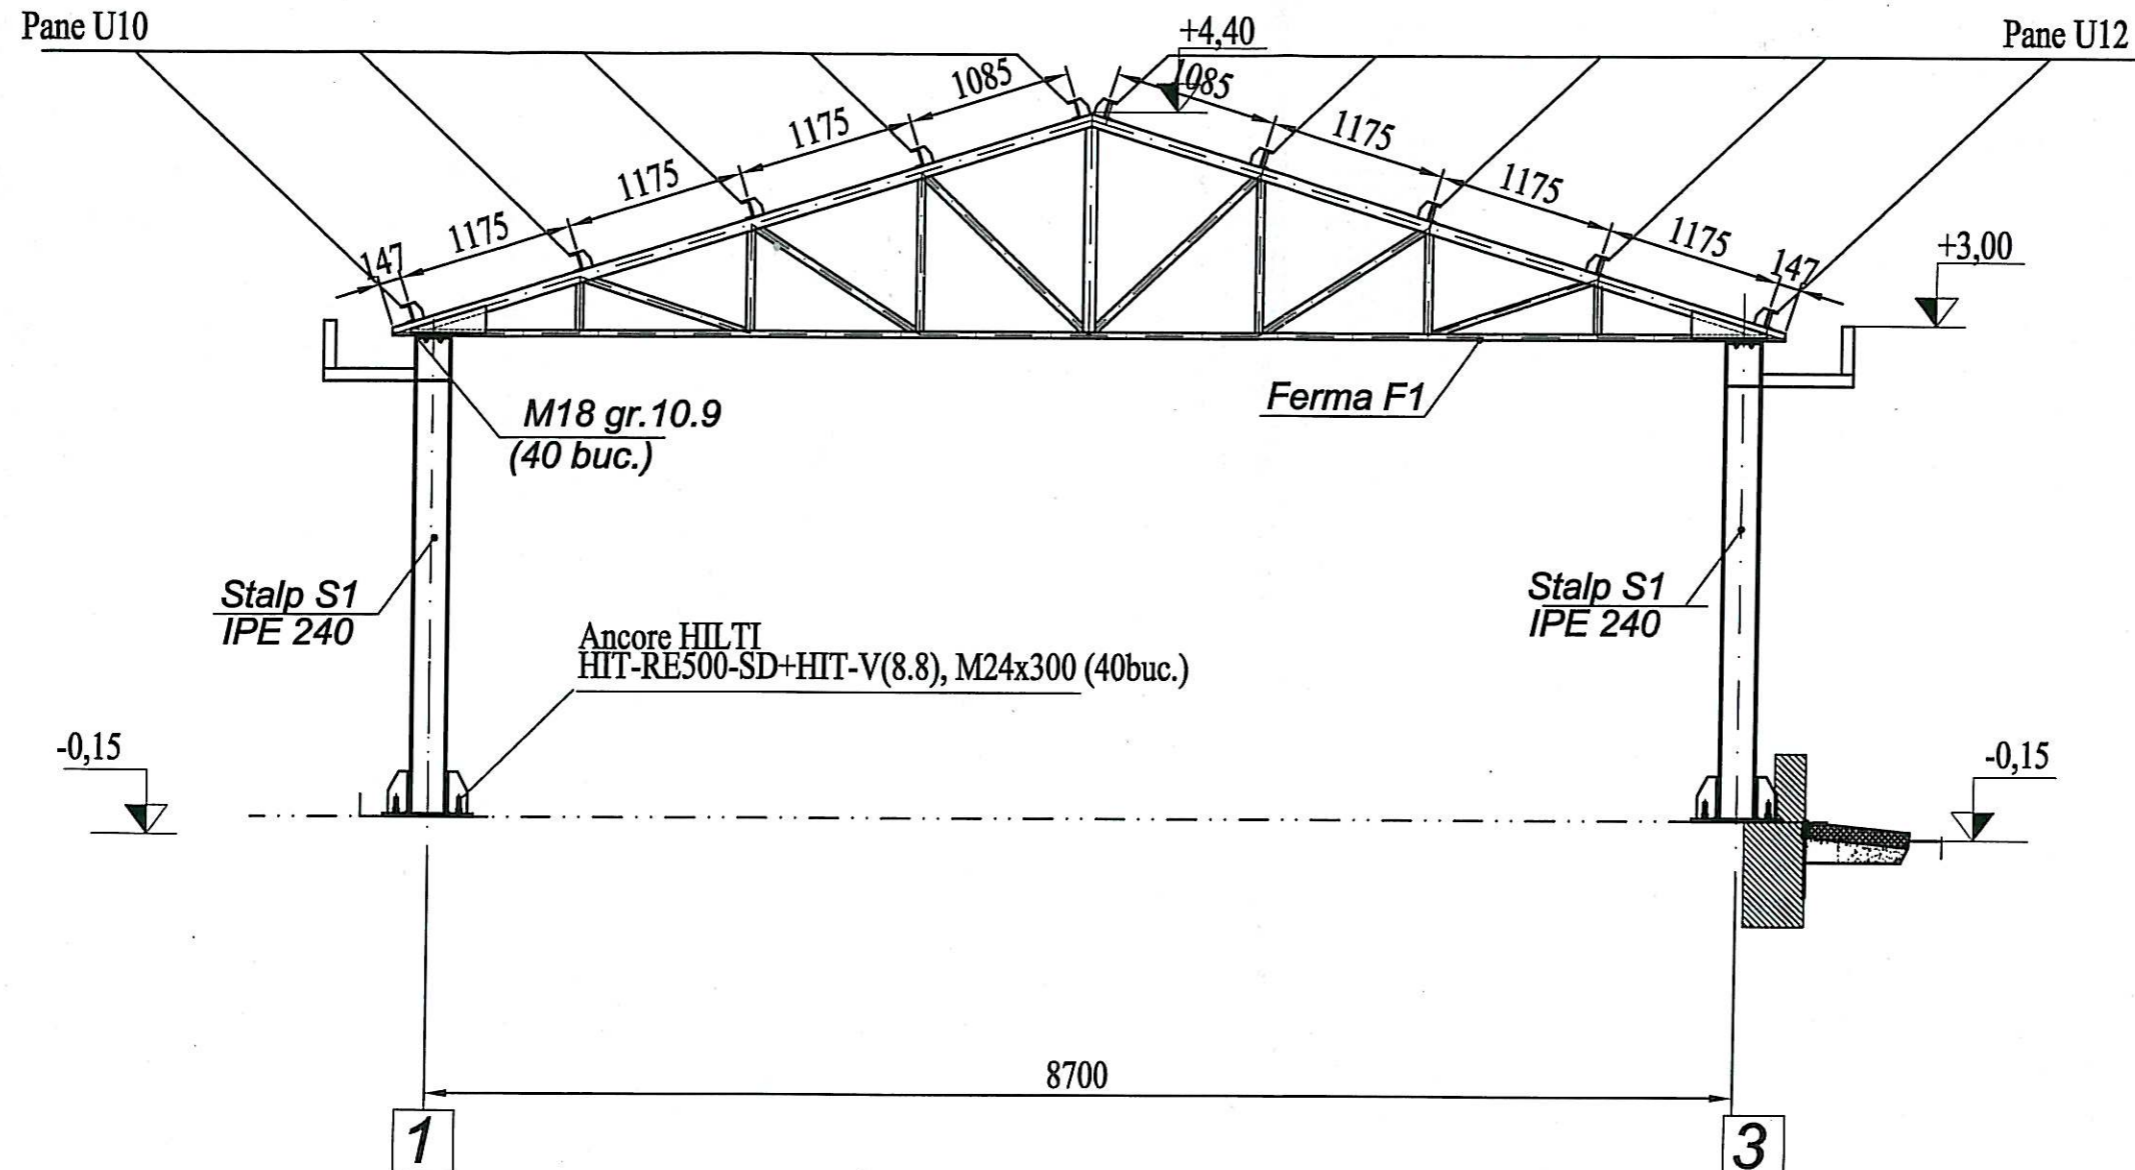 Pane U10
+4,40
Pane U12
1085
1085
1175
1175
1175
1175
1175
1175
147
147
+3,00
M18 gr.10.9
(40 buc.)
Ferma F1
Stalp S1
IPE 240
Stalp S1
IPE 240
Ancore HILTI
HIT-RE500-SD+HIT-V(8.8), M24x300 (40buc.)
-0,15
-0,15
8700
1
3